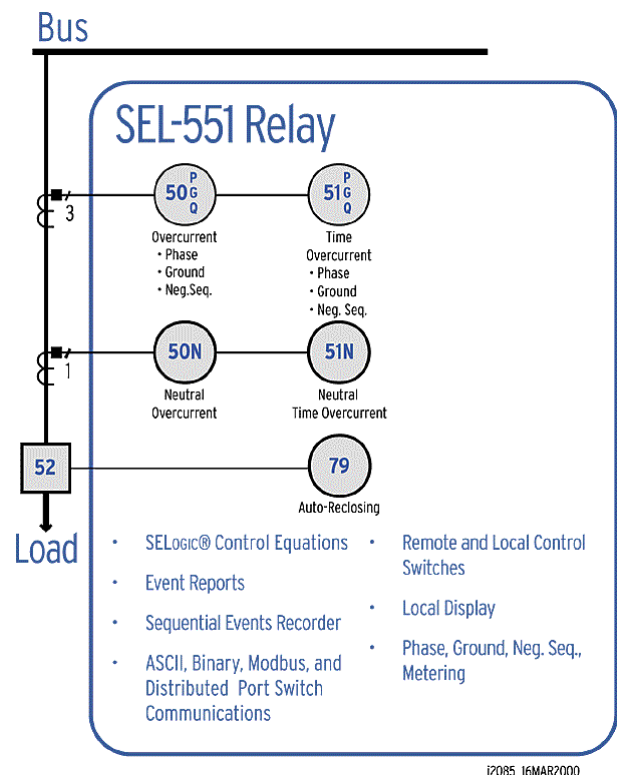 Bus
SEL-551 Relay
50 P G Q
51 P G Q
3
Overcurrent
• Phase
• Ground
• Neg.Seq.
Time
Overcurrent
• Phase
• Ground
• Neg. Seq.
50N
51N
1
Neutral
Overcurrent
Neutral
Time Overcurrent
52
79
Auto-Reclosing
Load
• SELOGIC® Control Equations
• Event Reports
• Sequential Events Recorder
• ASCII, Binary, Modbus, and
Distributed Port Switch
Communications
• Remote and Local Control
Switches
• Local Display
• Phase, Ground, Neg. Seq.,
Metering
i2085_16MAR2000